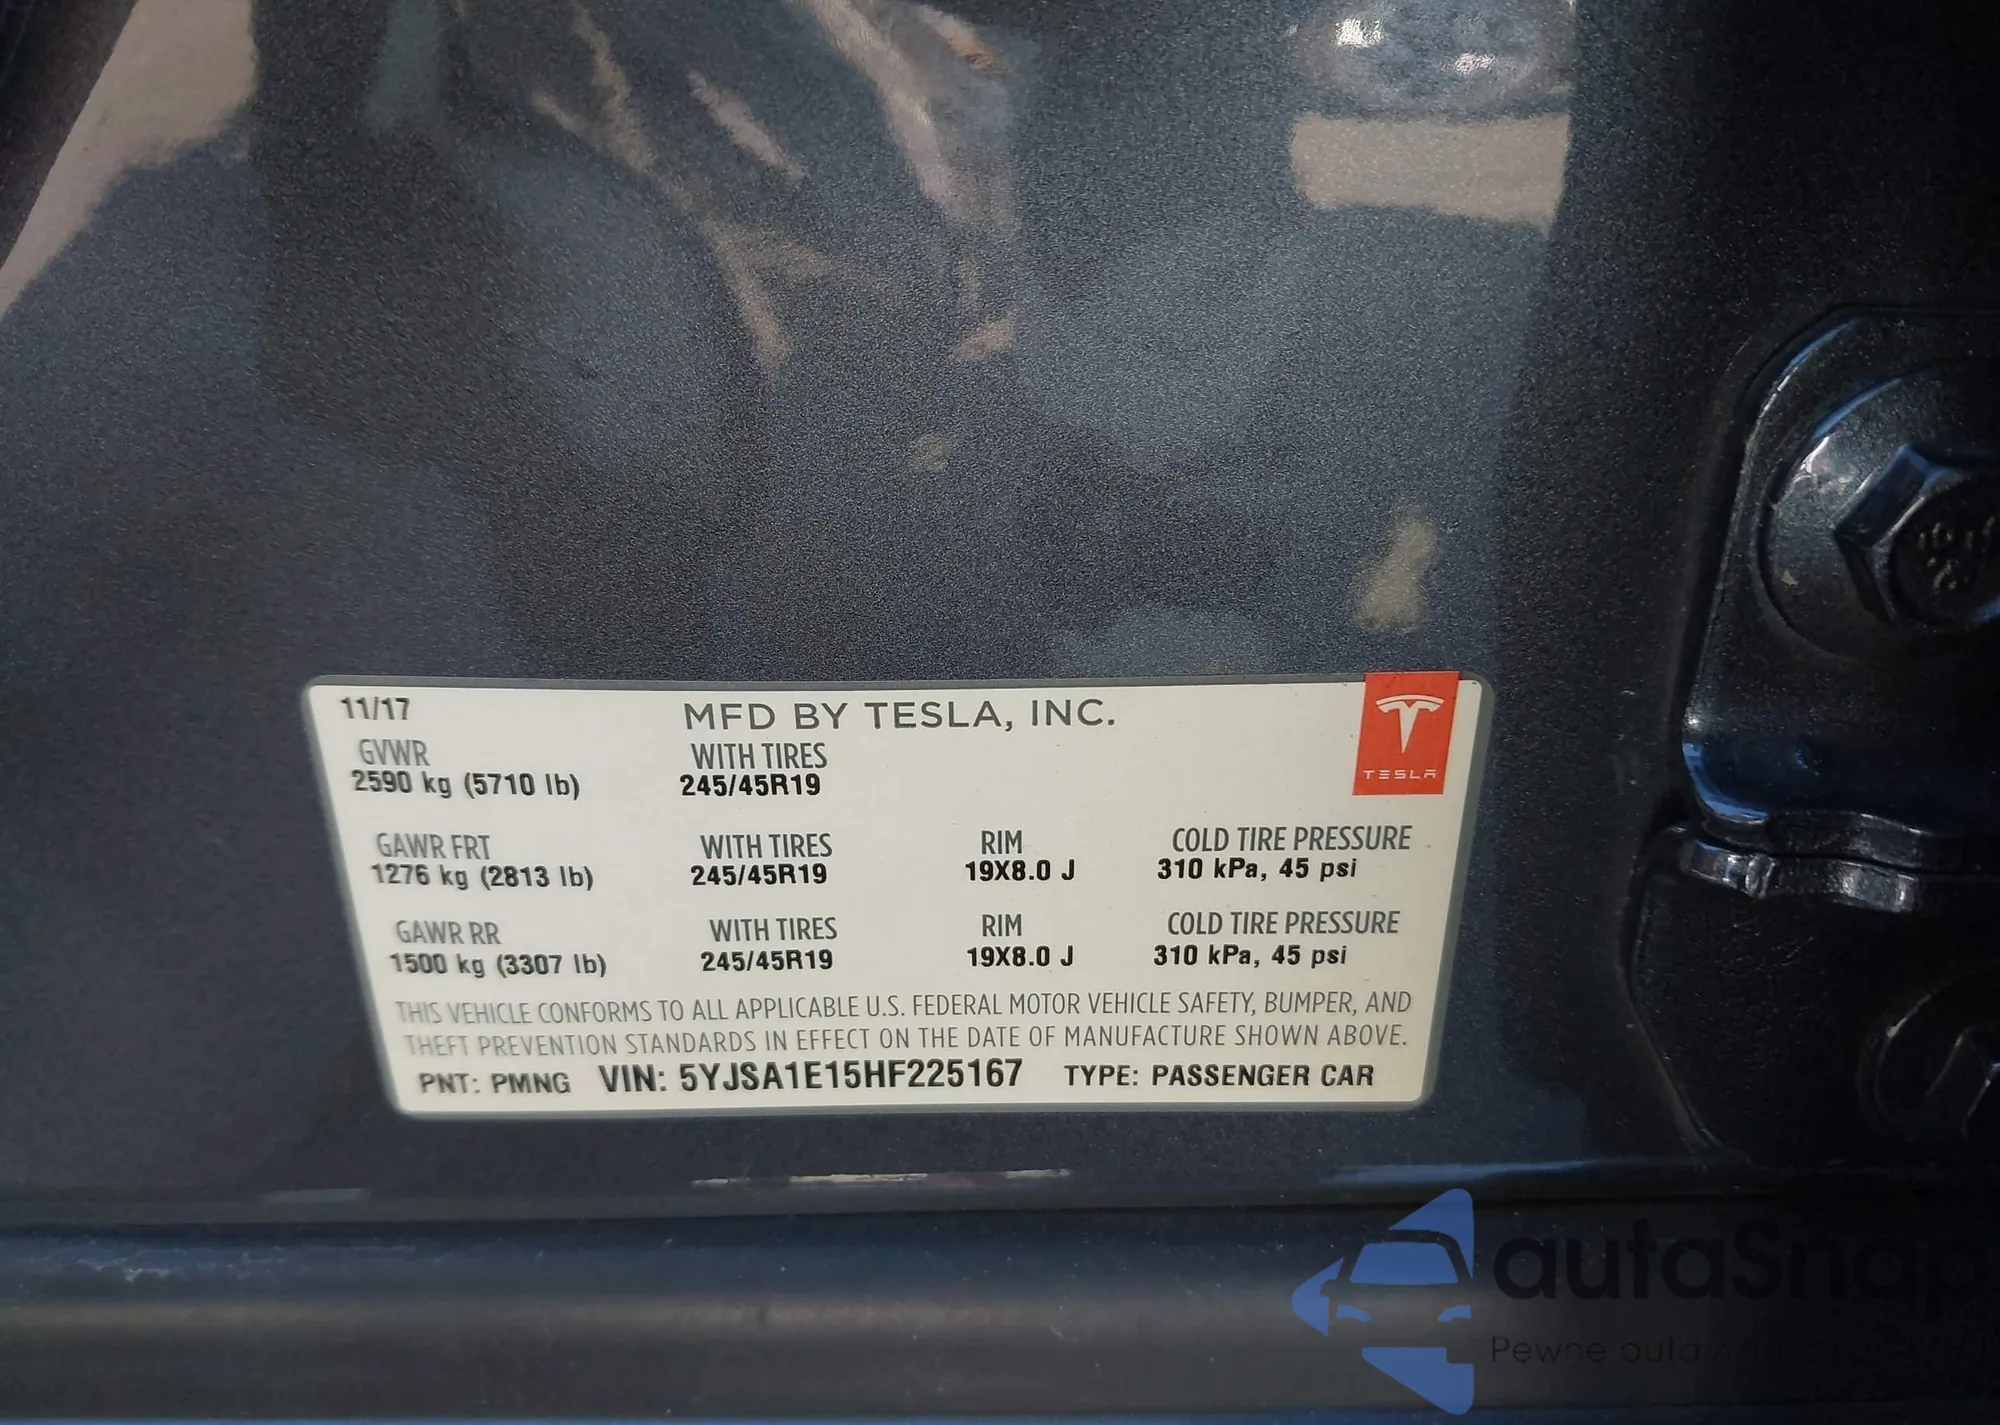 11/17 MFD BY TESLA, INC.
GVWR WITH TIRES
2590 kg (5710 lb) 245/45R19
TESLA
GAWR FRT WITH TIRES RIM COLD TIRE PRESSURE
1276 kg (2813 lb) 245/45R19 19X8.0 J 310 kPa, 45 psi
GAWR RR WITH TIRES RIM COLD TIRE PRESSURE
1500 kg (3307 lb) 245/45R19 19X8.0 J 310 kPa, 45 psi
THIS VEHICLE CONFORMS TO ALL APPLICABLE U.S. FEDERAL MOTOR VEHICLE SAFETY, BUMPER, AND
THEFT PREVENTION STANDARDS IN EFFECT ON THE DATE OF MANUFACTURE SHOWN ABOVE.
PNT: PMNG VIN: 5YJSA1E15HF225167 TYPE: PASSENGER CAR
autaSnap
Pewne auta